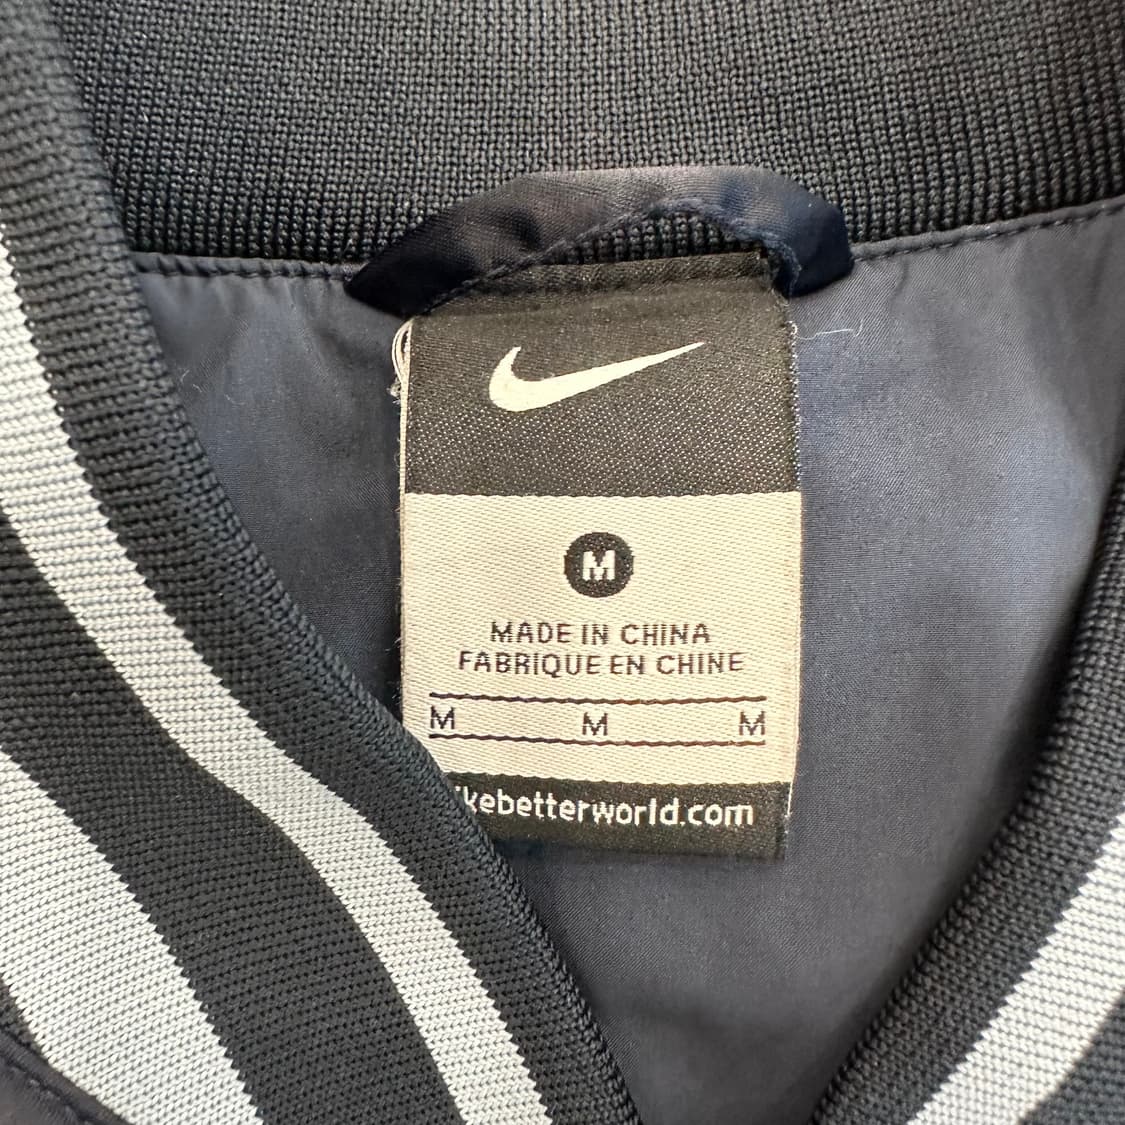 M
MADE IN CHINA
FABRIQUE EN CHINE
M M M
kebetterworld.com